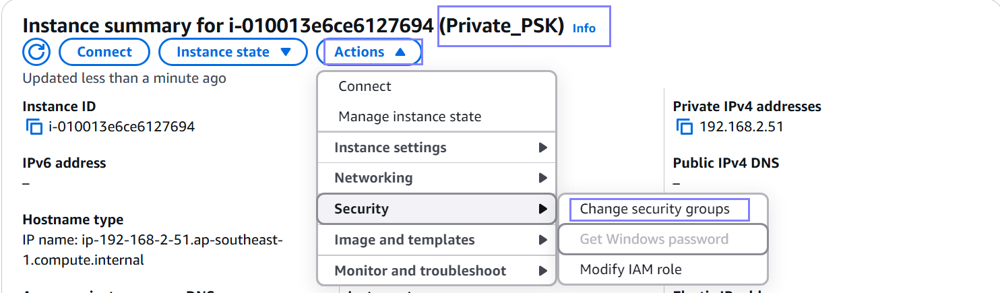 Instance summary for i-010013e6ce6127694 (Private_PSK) Info
Connect Instance state Actions
Updated less than a minute ago
Connect
Manage instance state
Instance settings
Networking
Security
Image and templates
Monitor and troubleshoot
Change security groups
Get Windows password
Modify IAM role
Instance ID
i-010013e6ce6127694
IPv6 address
–
Hostname type
IP name: ip-192-168-2-51.ap-southeast-
1.compute.internal
Private IPv4 addresses
192.168.2.51
Public IPv4 DNS
–